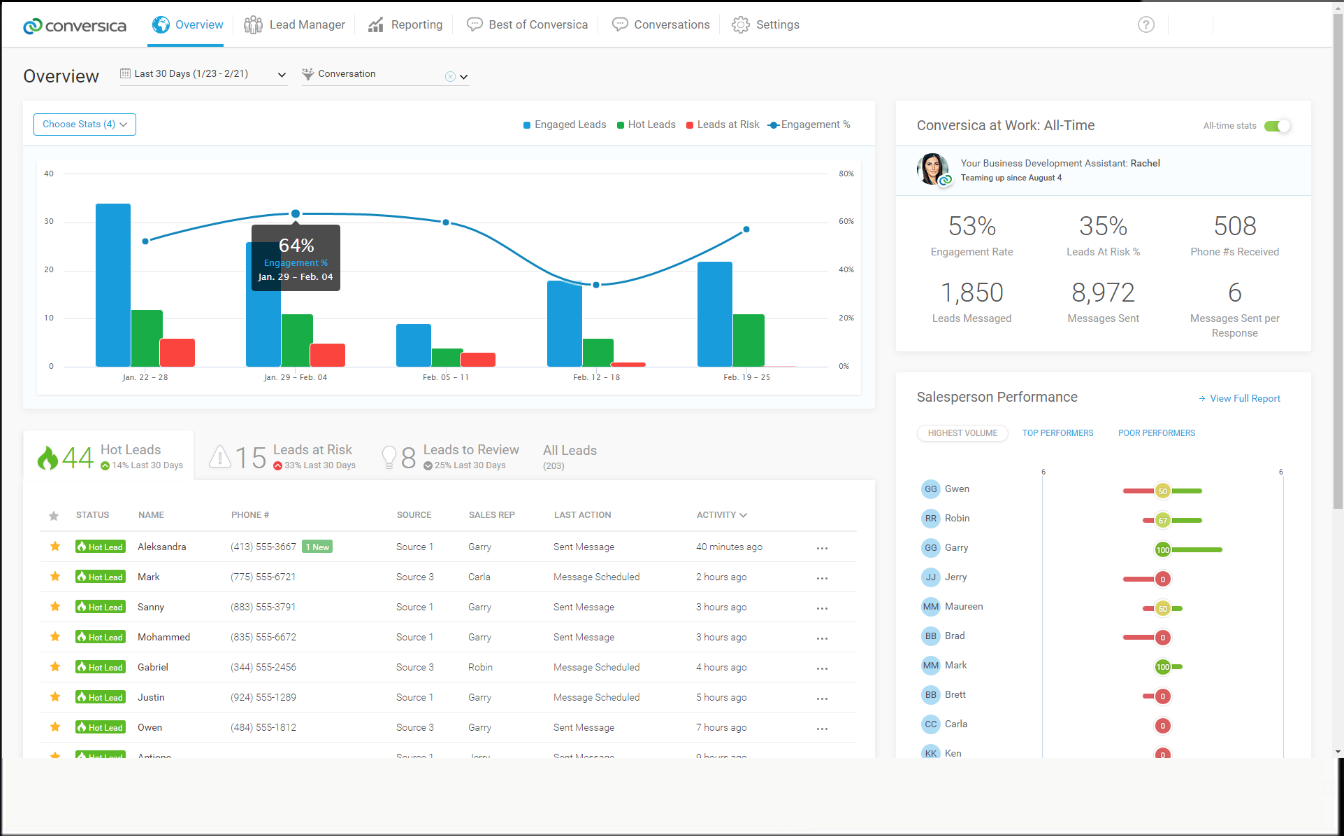 conversica
Overview
Lead Manager
Reporting
Best of Conversica
Conversations
Settings
?
Overview
Last 30 Days (1/23 - 2/21)
Conversation
Choose Stats (4)
Engaged Leads
Hot Leads
Leads at Risk
Engagement %
40
30
20
10
0
80%
60%
40%
20%
0%
64%
Engagement %
Jan. 29 – Feb. 04
Jan. 22 – 28
Jan. 29 – Feb. 04
Feb. 05 – 11
Feb. 12 – 18
Feb. 19 – 25
Conversica at Work: All-Time
All-time stats
Your Business Development Assistant: Rachel
Teaming up since August 4
53%
Engagement Rate
35%
Leads At Risk %
508
Phone #s Received
1,850
Leads Messaged
8,972
Messages Sent
6
Messages Sent per
Response
44 Hot Leads
14% Last 30 Days
15 Leads at Risk
33% Last 30 Days
8 Leads to Review
25% Last 30 Days
All Leads
(203)
STATUS NAME PHONE # SOURCE SALES REP LAST ACTION ACTIVITY
Hot Lead Aleksandra (413) 555-3667 1 New Source 1 Garry Sent Message 40 minutes ago ...
Hot Lead Mark (775) 555-6721 Source 3 Carla Message Scheduled 2 hours ago ...
Hot Lead Sanny (883) 555-3791 Source 1 Garry Sent Message 3 hours ago ...
Hot Lead Mohammed (835) 555-6672 Source 1 Garry Sent Message 3 hours ago ...
Hot Lead Gabriel (344) 555-2456 Source 3 Robin Message Scheduled 4 hours ago ...
Hot Lead Justin (924) 555-1289 Source 1 Garry Message Scheduled 5 hours ago ...
Hot Lead Owen (484) 555-1812 Source 3 Garry Sent Message 7 hours ago ...
Salesperson Performance
View Full Report
HIGHEST VOLUME
TOP PERFORMERS
POOR PERFORMERS
6 6
GG Gwen 50
RR Robin 67
GG Garry 100
JJ Jerry 0
MM Maureen 50
BB Brad 0
MM Mark 100
BB Brett 0
CC Carla 0
KK Ken 0